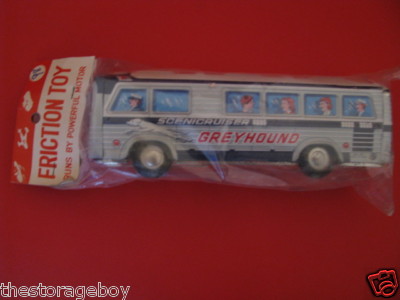 FRICTION TOY
RUNS BY POWERFUL MOTOR
SCENICRUISER
GREYHOUND
thestorageboy